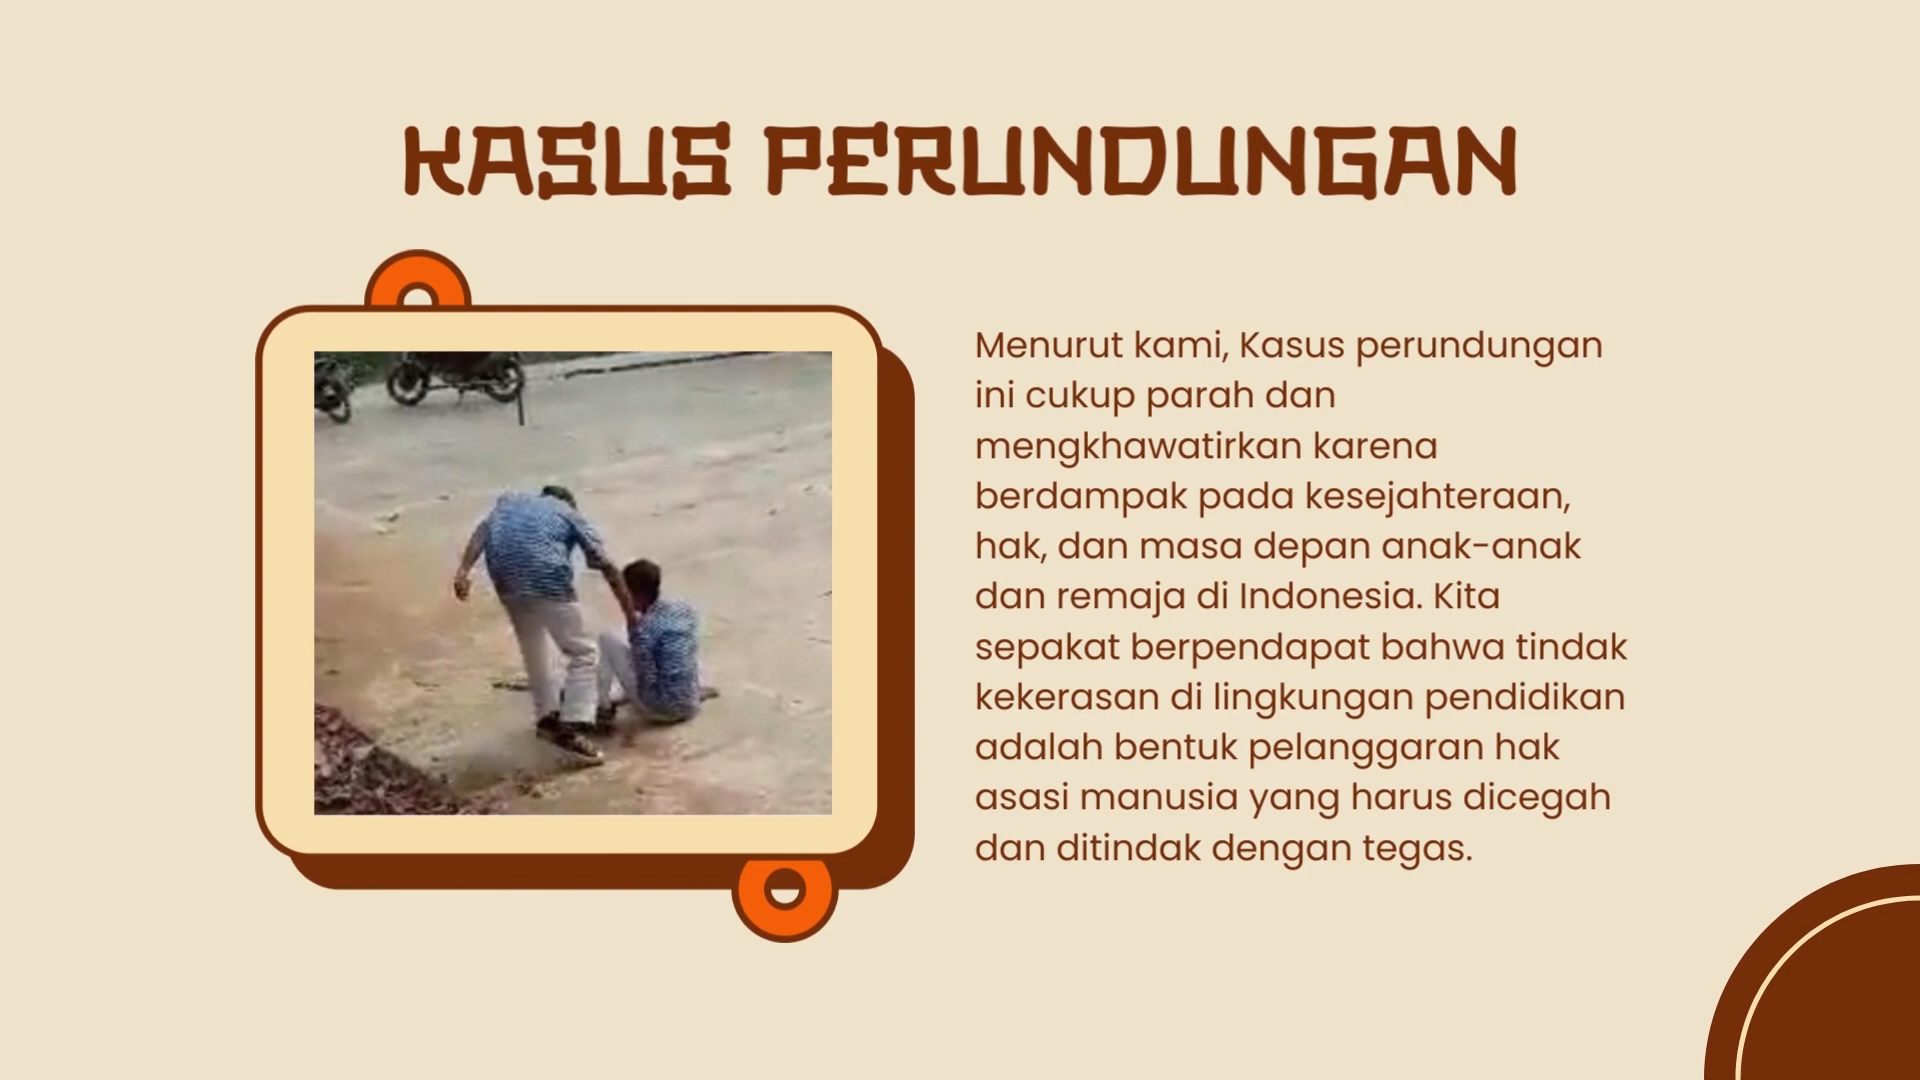 KASUS PERUNDUNGAN
Menurut kami, Kasus perundungan
ini cukup parah dan
mengkhawatirkan karena
berdampak pada kesejahteraan,
hak, dan masa depan anak-anak
dan remaja di Indonesia. Kita
sepakat berpendapat bahwa tindak
kekerasan di lingkungan pendidikan
adalah bentuk pelanggaran hak
asasi manusia yang harus dicegah
dan ditindak dengan tegas.